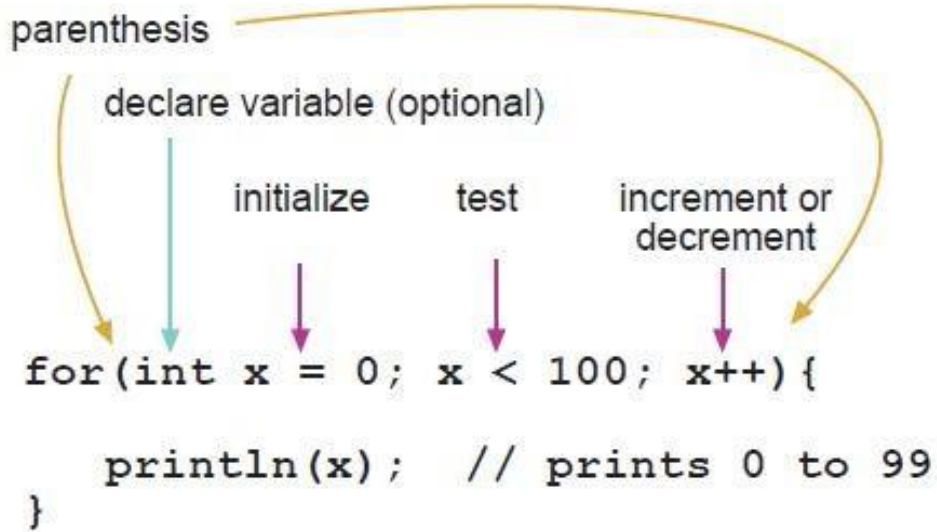 parenthesis
declare variable (optional)
initialize test increment or
decrement
for(int x = 0; x < 100; x++){
println(x); // prints 0 to 99
}